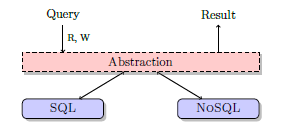 Query
Result
R, W
Abstraction
SQL
NoSQL